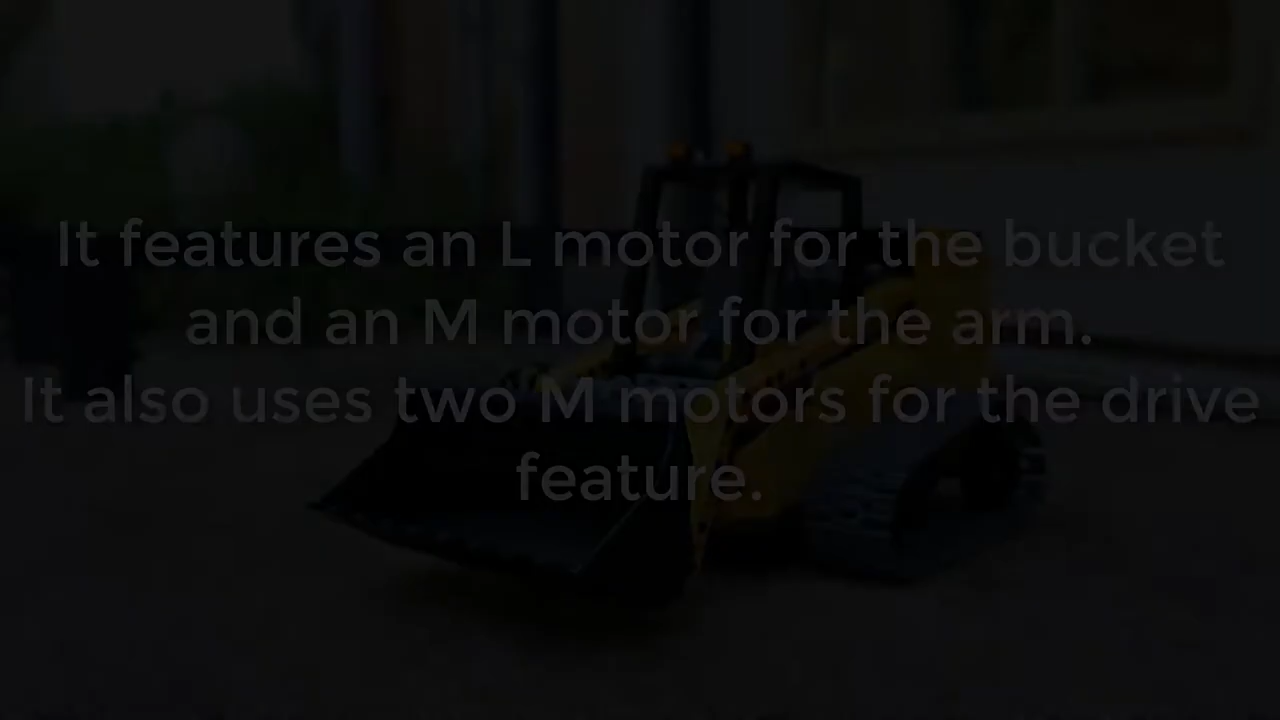 It features an L motor for the bucket
and an M motor for the arm.
It also uses two M motors for the drive
feature.